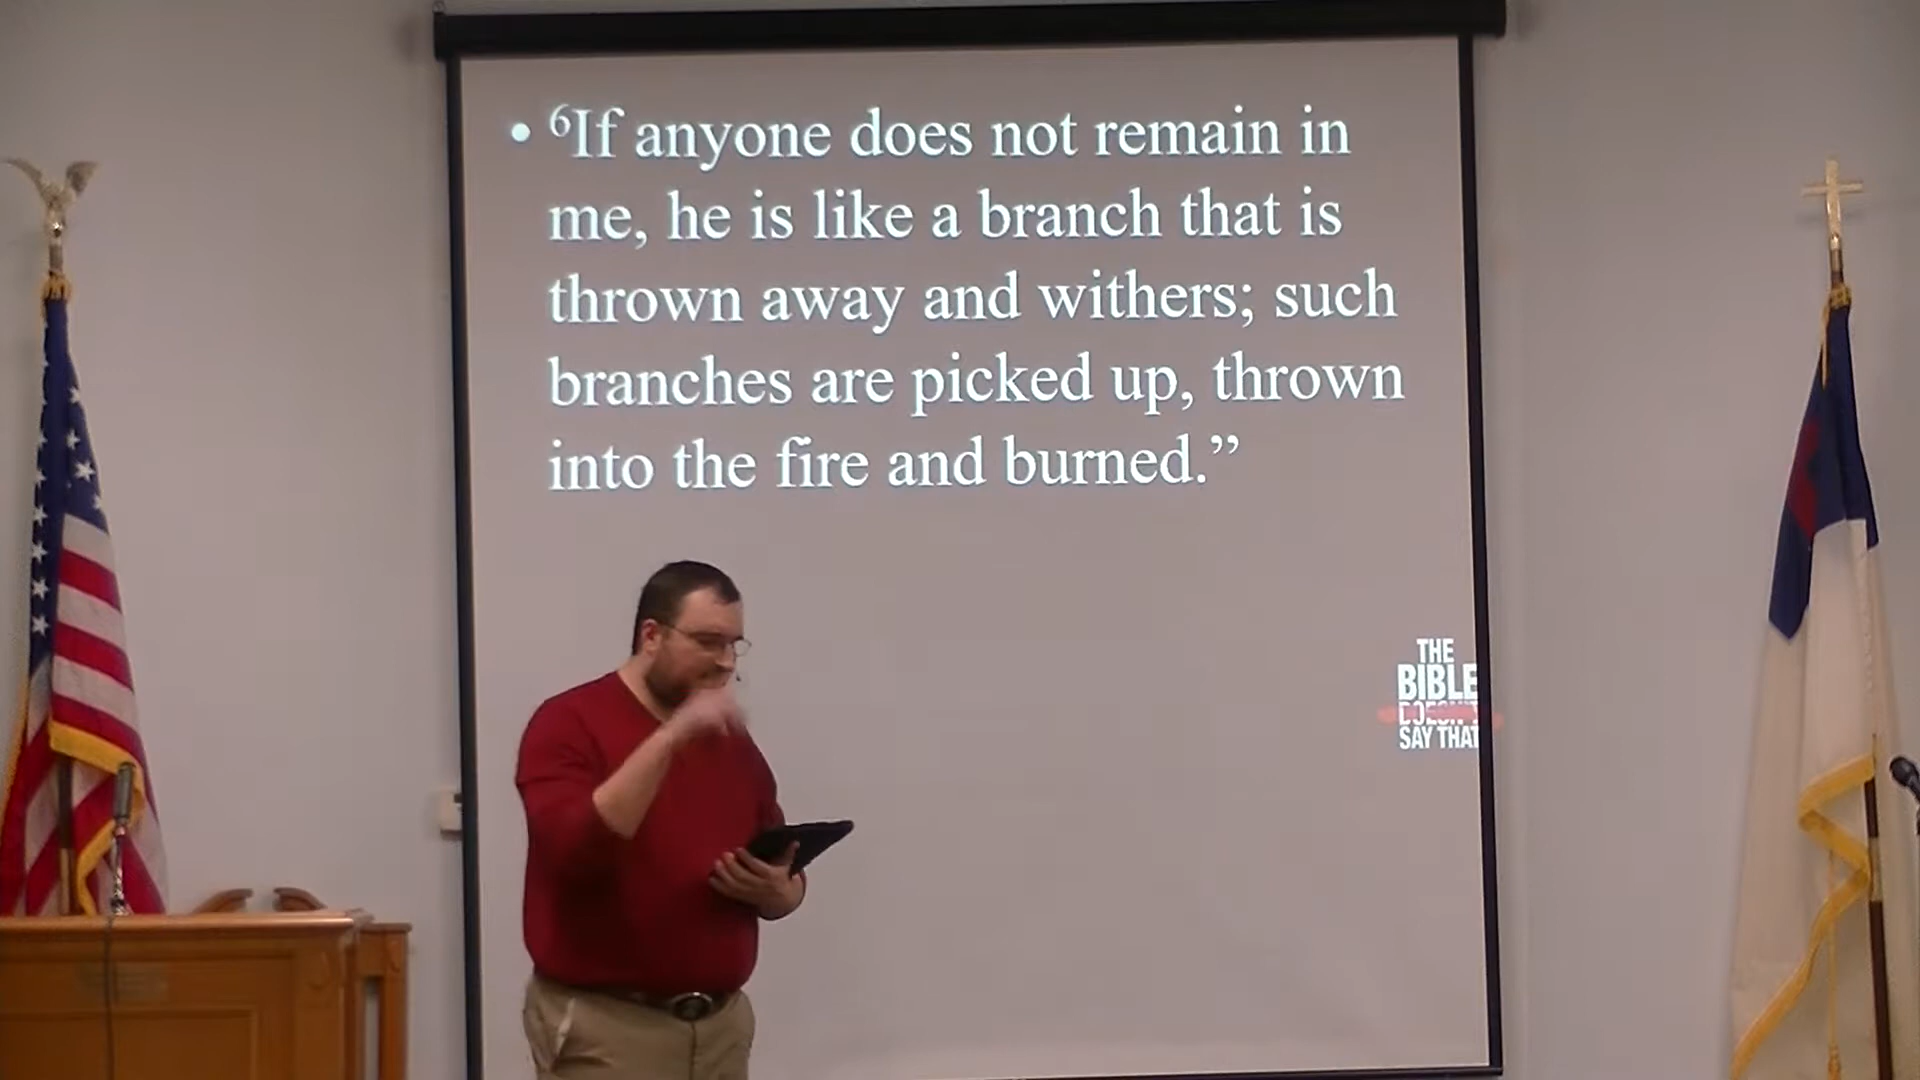 • ⁶If anyone does not remain in
me, he is like a branch that is
thrown away and withers; such
branches are picked up, thrown
into the fire and burned.”
THE
BIBLE
DOESN'T
SAY THAT